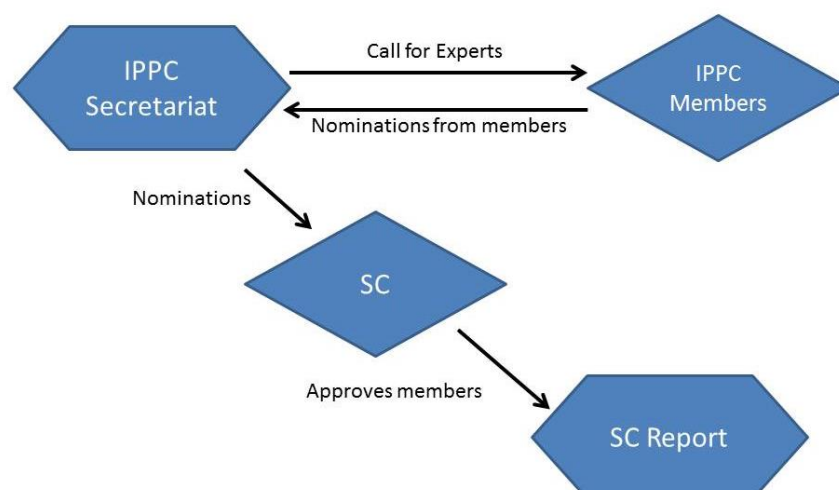 IPPC
Secretariat
Call for Experts
IPPC
Members
Nominations from members
Nominations
SC
Approves members
SC Report